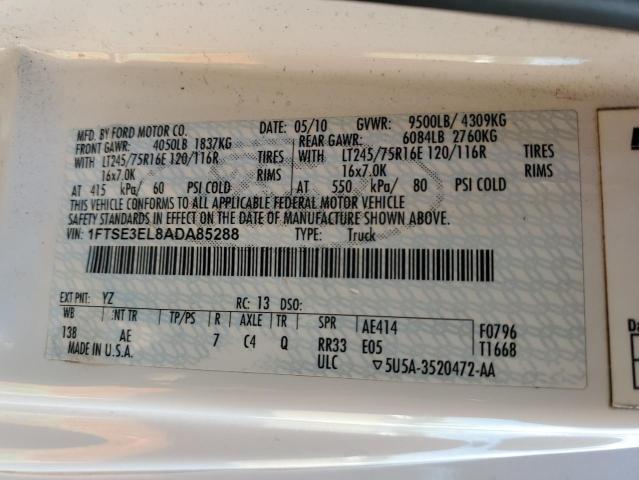 MFD. BY FORD MOTOR CO.
DATE: 05/10 GVWR: 9500LB/ 4309KG
FRONT GAWR: 4050LB 1837KG
REAR GAWR: 6084LB 2760KG
WITH LT245/75R16E 120/116R TIRES
WITH LT245/75R16E 120/116R TIRES
16x7.0K RIMS
16x7.0K RIMS
AT 415 kPa/ 60 PSI COLD
AT 550 kPa/ 80 PSI COLD
THIS VEHICLE CONFORMS TO ALL APPLICABLE FEDERAL MOTOR VEHICLE
SAFETY STANDARDS IN EFFECT ON THE DATE OF MANUFACTURE SHOWN ABOVE.
VIN: 1FTSE3EL8ADA85288 TYPE: Truck
EXT PNT: YZ RC: 13 DSO:
WB INT TR TP/PS R AXLE TR SPR AE414 F0796
138 AE 7 C4 Q RR33 E05 T1668
MADE IN U.S.A. ULC ▽5U5A-3520472-AA